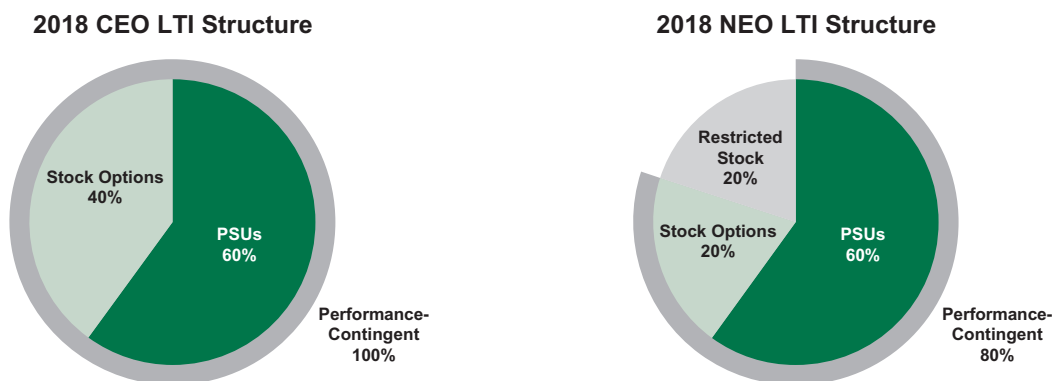 2018 CEO LTI Structure
Stock Options
40%
PSUs
60%
Performance-
Contingent
100%
2018 NEO LTI Structure
Restricted
Stock
20%
Stock Options
20%
PSUs
60%
Performance-
Contingent
80%